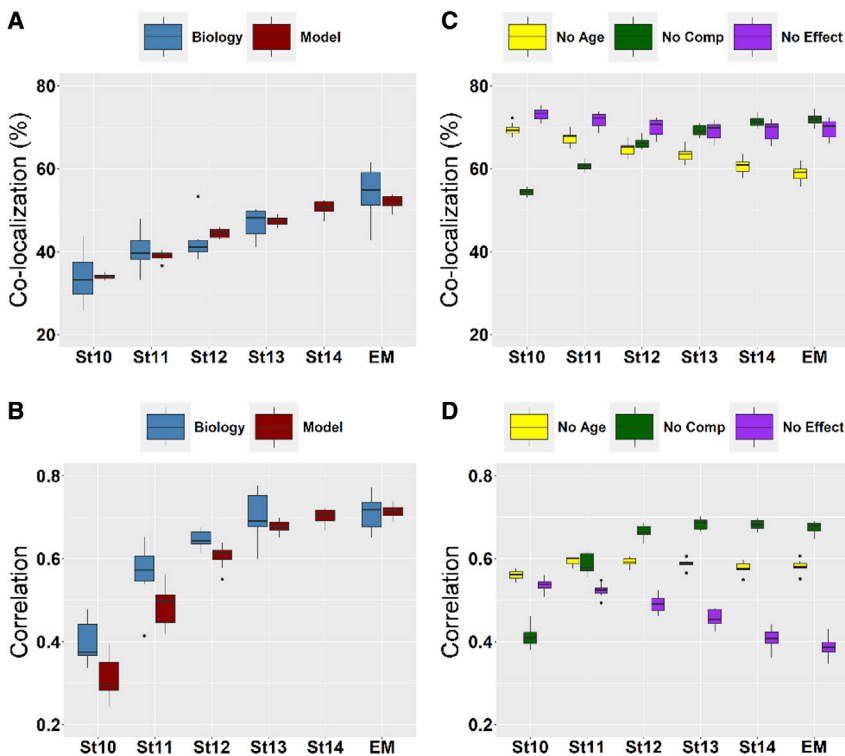 A
Biology Model
Co-localization (%)
80
60
40
20
St10 St11 St12 St13 St14 EM
B
Biology Model
Correlation
0.8
0.6
0.4
0.2
St10 St11 St12 St13 St14 EM
C
No Age No Comp No Effect
Co-localization (%)
80
60
40
20
St10 St11 St12 St13 St14 EM
D
No Age No Comp No Effect
Correlation
0.8
0.6
0.4
0.2
St10 St11 St12 St13 St14 EM